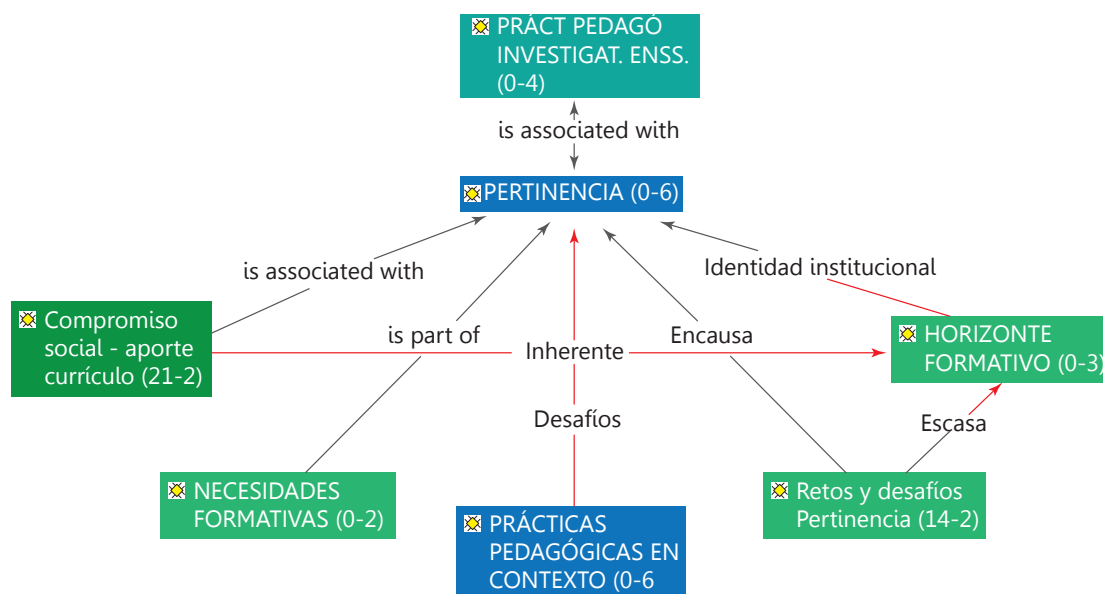 PRÁCT PEDAGÓ
INVESTIGAT. ENSS.
(0-4)
is associated with
PERTINENCIA (0-6)
is associated with
Identidad institucional
Compromiso
social - aporte
currículo (21-2)
is part of
Inherente
Encausa
HORIZONTE
FORMATIVO (0-3)
Desafíos
Escasa
NECESIDADES
FORMATIVAS (0-2)
PRÁCTICAS
PEDAGÓGICAS EN
CONTEXTO (0-6
Retos y desafíos
Pertinencia (14-2)